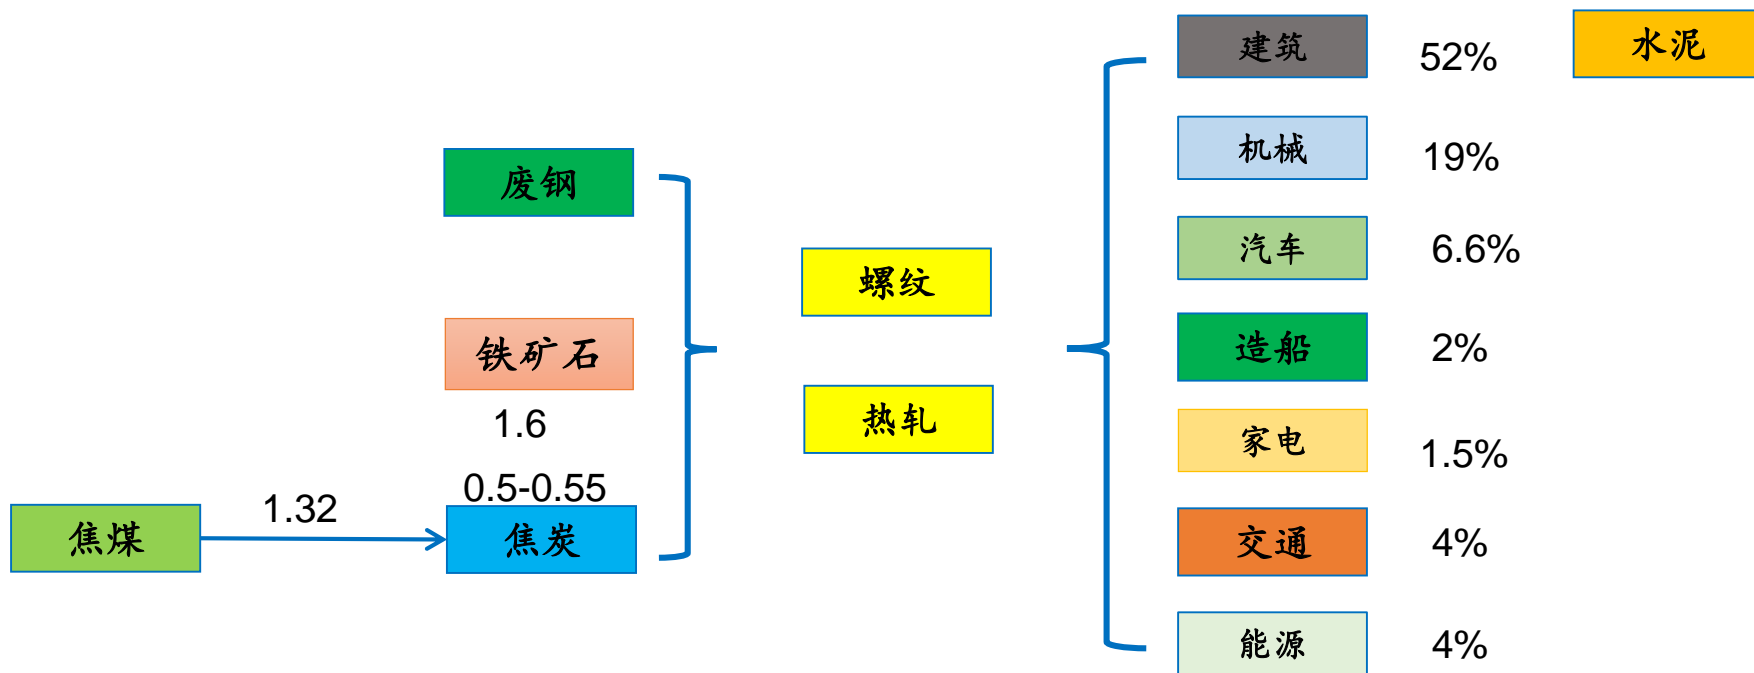 建筑
52%
水泥
机械
19%
废钢
汽车
6.6%
螺纹
铁矿石
造船
2%
1.6
热轧
家电
1.5%
0.5-0.55
焦煤
1.32
焦炭
交通
4%
能源
4%